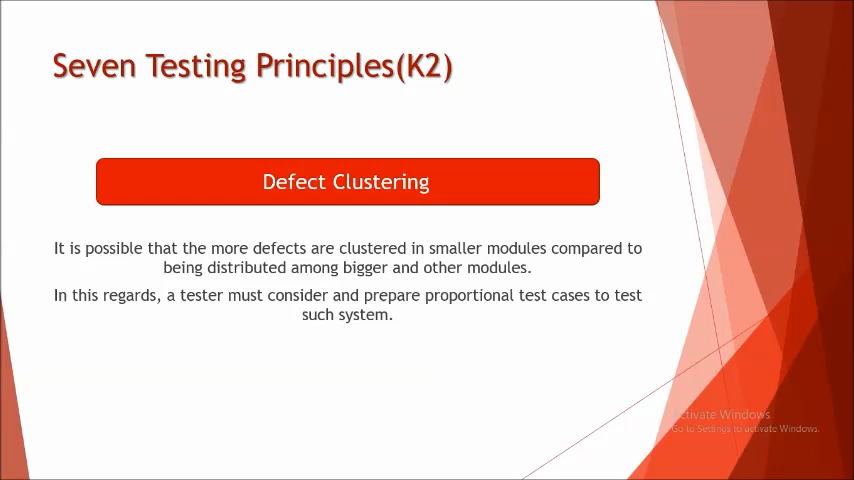 Seven Testing Principles(K2)
Defect Clustering
It is possible that the more defects are clustered in smaller modules compared to
being distributed among bigger and other modules.
In this regards, a tester must consider and prepare proportional test cases to test
such system.
Activate Windows
Go to Settings to activate Windows.